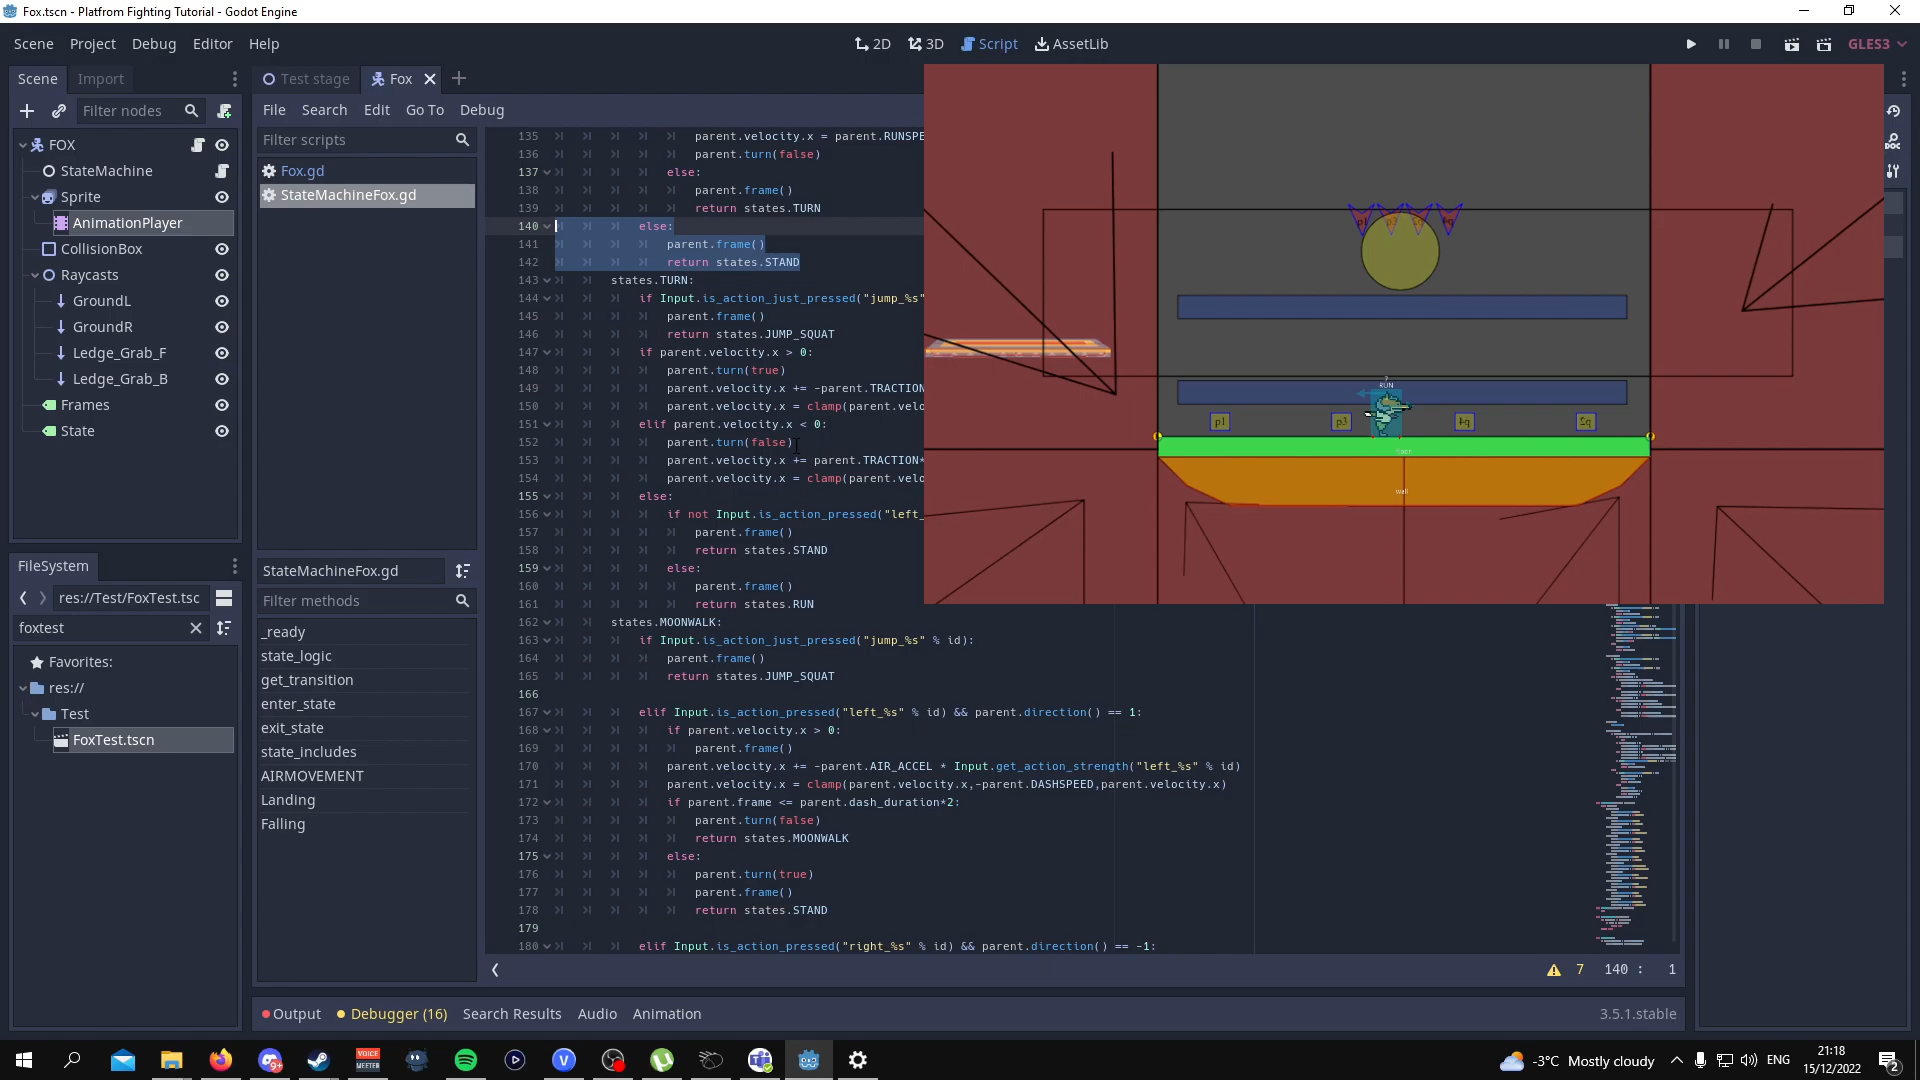 Fox.tscn - Platfrom Fighting Tutorial - Godot Engine
Scene Project Debug Editor Help
2D 3D Script AssetLib
GLES3
Scene Import
Test stage Fox
Filter nodes
File Search Edit Go To Debug
FOX
StateMachine
Sprite
AnimationPlayer
CollisionBox
Raycasts
GroundL
GroundR
Ledge_Grab_F
Ledge_Grab_B
Frames
State
Filter scripts
Fox.gd
StateMachineFox.gd
StateMachineFox.gd
Filter methods
_ready
state_logic
get_transition
enter_state
exit_state
state_includes
AIRMOVEMENT
Landing
Falling
FileSystem
res://Test/FoxTest.tsc
foxtest
Favorites:
res://
Test
FoxTest.tscn
135 parent.velocity.x = parent.RUNSPE
136 parent.turn(false)
137 else:
138 parent.frame()
139 return states.TURN
140 else:
141 parent.frame()
142 return states.STAND
143 states.TURN:
144 if Input.is_action_just_pressed("jump_%s"
145 parent.frame()
146 return states.JUMP_SQUAT
147 if parent.velocity.x > 0:
148 parent.turn(true)
149 parent.velocity.x += -parent.TRACTION
150 parent.velocity.x = clamp(parent.velo
151 elif parent.velocity.x < 0:
152 parent.turn(false)
153 parent.velocity.x += parent.TRACTION*
154 parent.velocity.x = clamp(parent.velo
155 else:
156 if not Input.is_action_pressed("left_
157 parent.frame()
158 return states.STAND
159 else:
160 parent.frame()
161 return states.RUN
162 states.MOONWALK:
163 if Input.is_action_just_pressed("jump_%s" % id):
164 parent.frame()
165 return states.JUMP_SQUAT
166
167 elif Input.is_action_pressed("left_%s" % id) && parent.direction() == 1:
168 if parent.velocity.x > 0:
169 parent.frame()
170 parent.velocity.x += -parent.AIR_ACCEL * Input.get_action_strength("left_%s" % id)
171 parent.velocity.x = clamp(parent.velocity.x,-parent.DASHSPEED,parent.velocity.x)
172 if parent.frame <= parent.dash_duration*2:
173 parent.turn(false)
174 return states.MOONWALK
175 else:
176 parent.turn(true)
177 parent.frame()
178 return states.STAND
179
180 elif Input.is_action_pressed("right_%s" % id) && parent.direction() == -1:
RUN
p1 p3
wall
7 140 : 1
Output Debugger (16) Search Results Audio Animation
3.5.1.stable
VOICE
MEETER
9+
-3°C Mostly cloudy ENG
21:18
15/12/2022
2